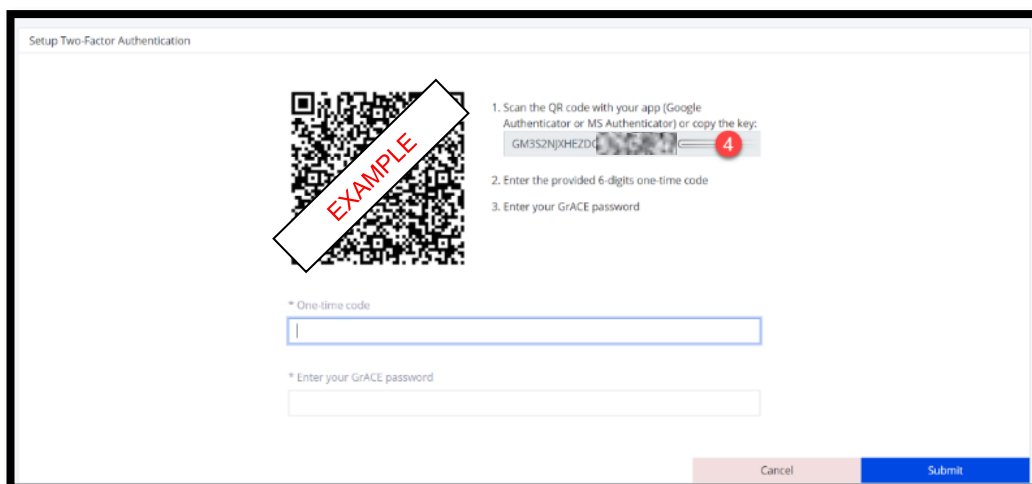 Setup Two-Factor Authentication
EXAMPLE
1. Scan the QR code with your app (Google
Authenticator or MS Authenticator) or copy the key:
GM3S2NJXHEZDG
4
2. Enter the provided 6-digits one-time code
3. Enter your GrACE password
* One-time code
* Enter your GrACE password
Cancel
Submit